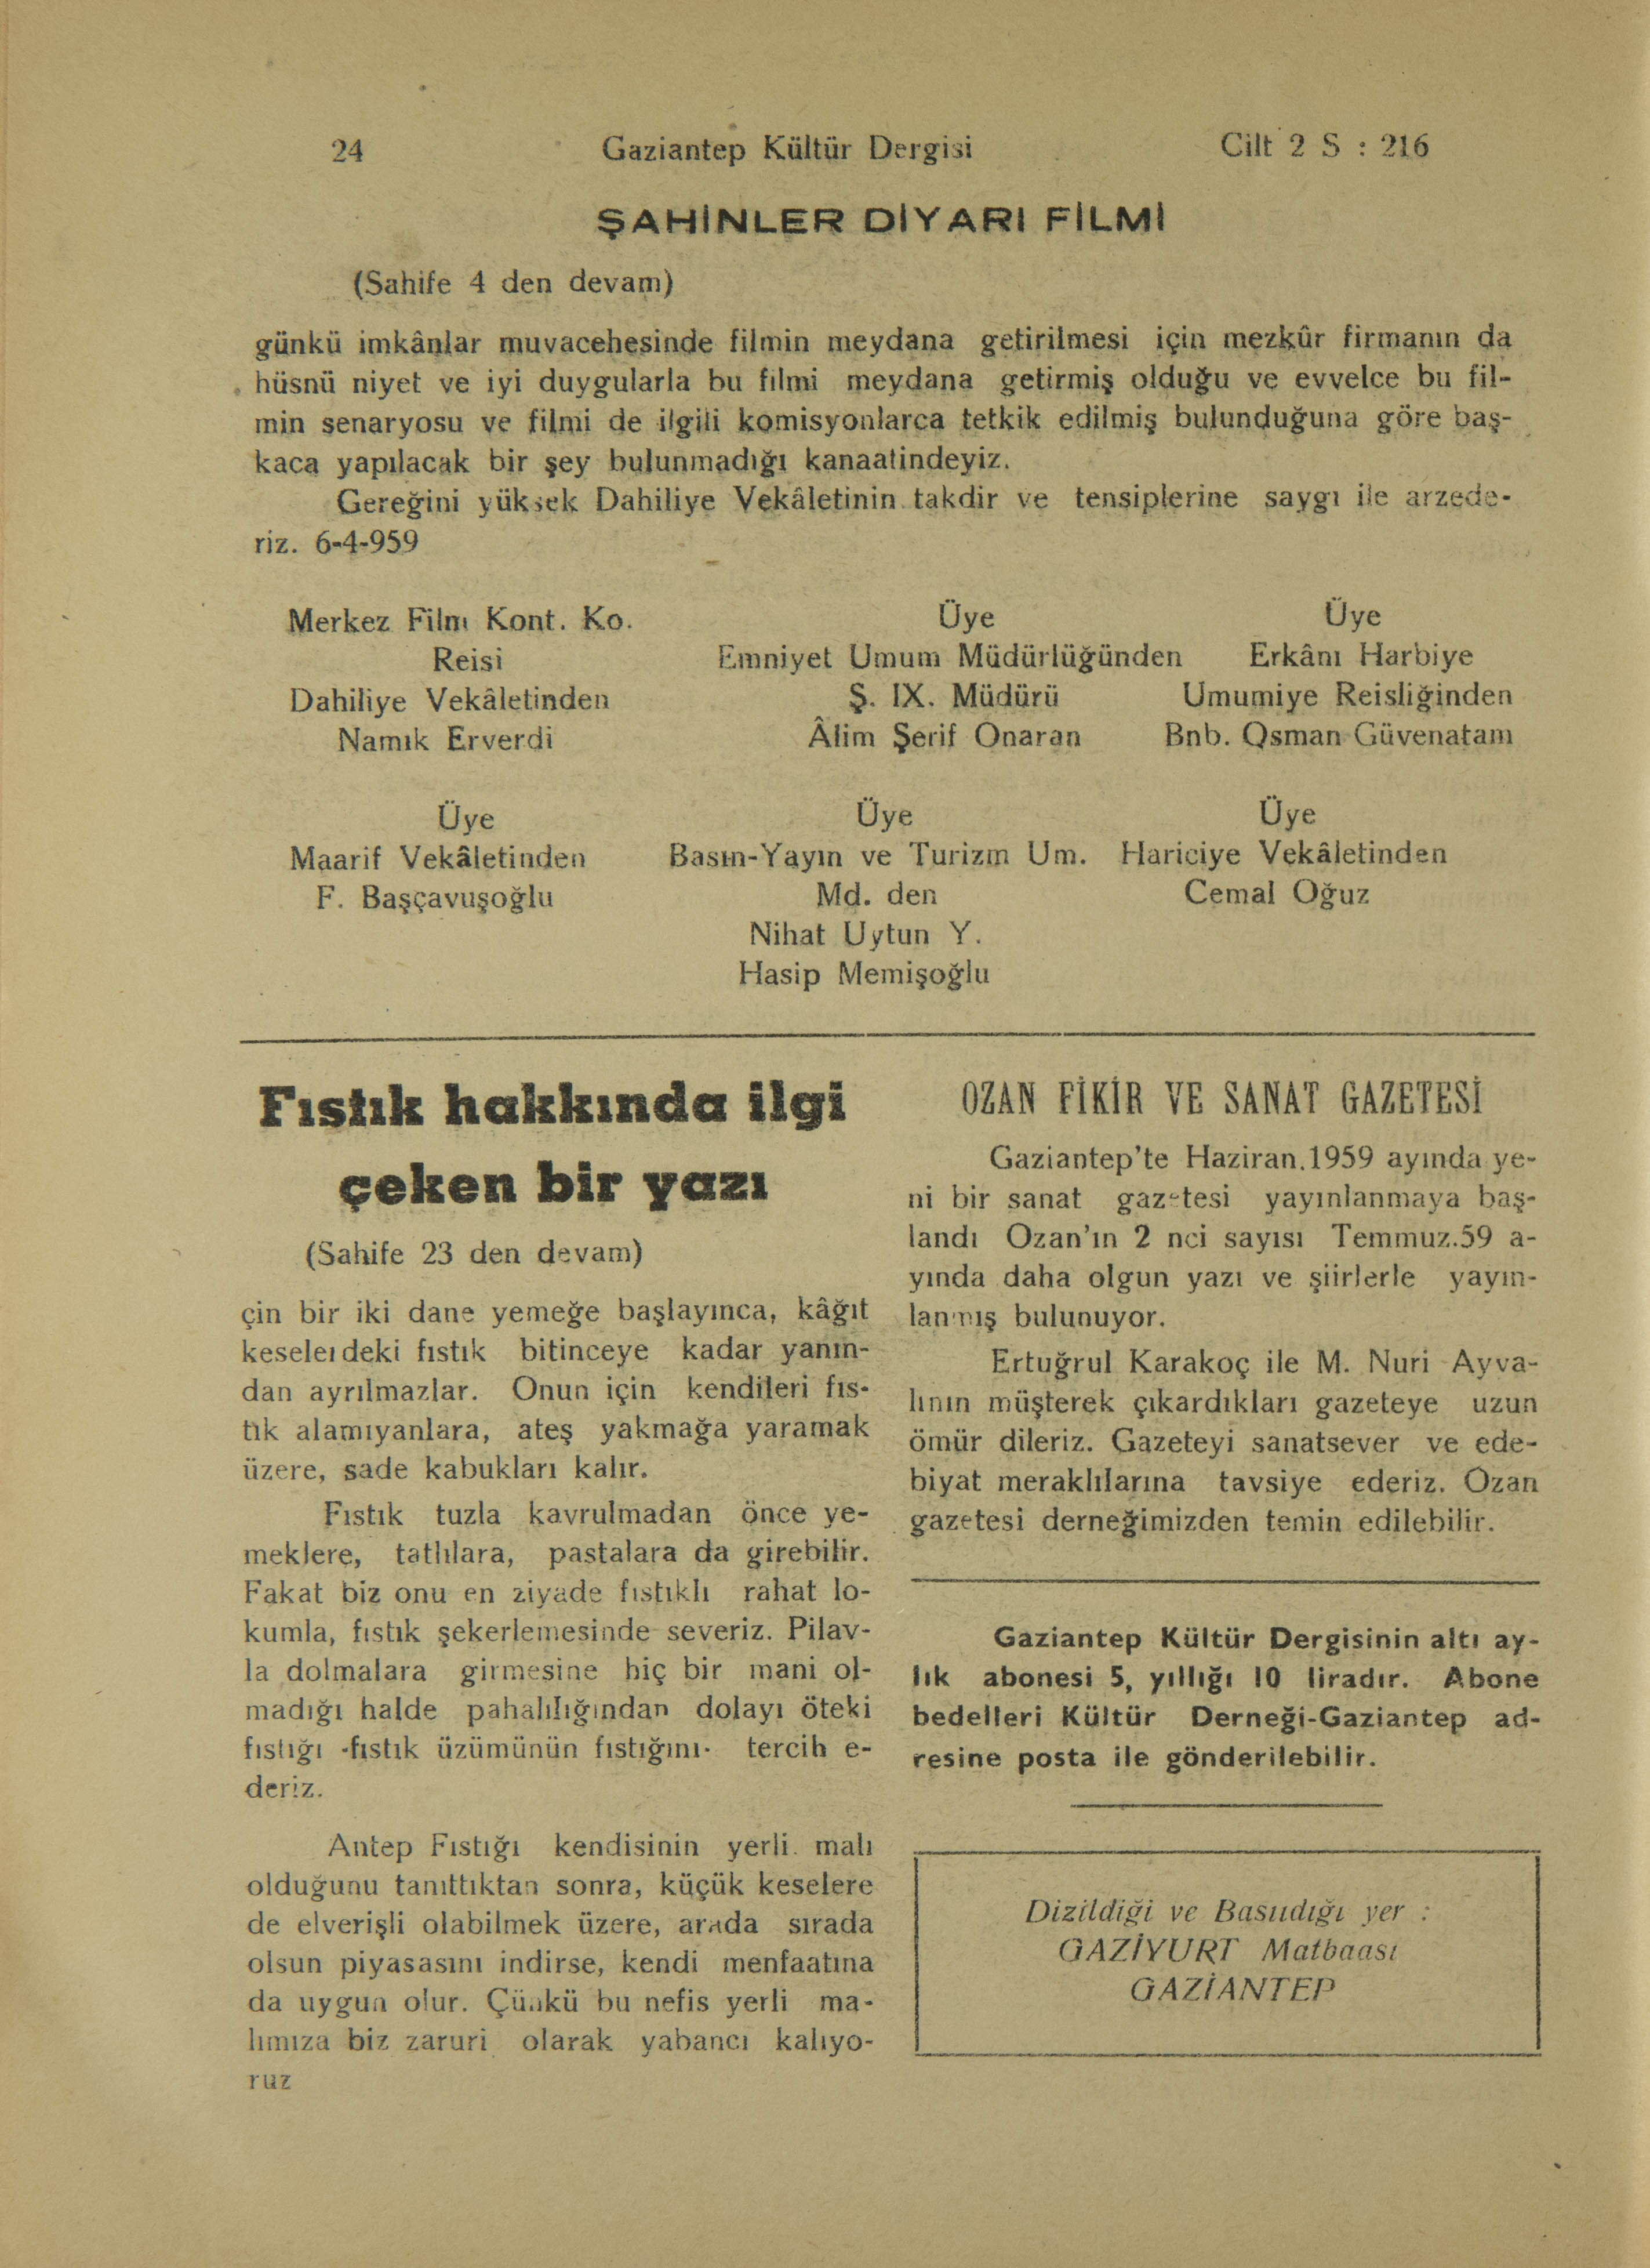 24 Gaziantep Kültür Dergisi Cilt 2 S : 216
ŞAHİNLER DİYARI FİLMİ
(Sahife 4 den devam)
günkü imkânlar muvacehesinde filmin meydana getirilmesi için mezkûr firmanın da
hüsnü niyet ve iyi duygularla bu filmi meydana getirmiş olduğu ve evvelce bu fil-
min senaryosu ve filmi de ilgili komisyonlarca tetkik edilmiş bulunduğuna göre baş-
kaca yapılacak bir şey bulunmadığı kanaatindeyiz.
Gereğini yüksek Dahiliye Vekâletinin takdir ve tensiplerine saygı ile arzede-
riz. 6-4-959
Merkez Film Kont. Ko.
Reisi
Dahiliye Vekâletinden
Namık Erverdi
Üye
Emniyet Umum Müdürlüğünden
Ş. IX. Müdürü
Âlim Şerif Onaran
Üye
Erkânı Harbiye
Umumiye Reisliğinden
Bnb. Osman Güvenatam
Üye
Maarif Vekâletinden
F. Başçavuşoğlu
Üye
Basın-Yayın ve Turizm Um.
Md. den
Nihat Uytun Y.
Hasip Memişoğlu
Üye
Hariciye Vekâletinden
Cemal Oğuz
Fıstık hakkında ilgi
çeken bir yazı
(Sahife 23 den devam)
çin bir iki dane yemeğe başlayınca, kâğıt
keselerdeki fıstık bitinceye kadar yanın-
dan ayrılmazlar. Onun için kendileri fıs-
tık alamıyanlara, ateş yakmağa yaramak
üzere, sade kabukları kalır.
Fıstık tuzla kavrulmadan önce ye-
meklere, tatlılara, pastalara da girebilir.
Fakat biz onu en ziyade fıstıklı rahat lo-
kumla, fıstık şekerlemesinde severiz. Pilav-
la dolmalara girmesine hiç bir mani ol-
madığı halde pahalılığından dolayı öteki
fıstığı -fıstık üzümünün fıstığını- tercih e-
deriz.
Antep Fıstığı kendisinin yerli malı
olduğunu tanıttıktan sonra, küçük keselere
de elverişli olabilmek üzere, arada sırada
olsun piyasasını indirse, kendi menfaatına
da uygun olur. Çünkü bu nefis yerli ma-
lımıza biz zaruri olarak yabancı kalıyo-
ruz
OZAN FİKİR VE SANAT GAZETESİ
Gaziantep'te Haziran.1959 ayında ye-
ni bir sanat gazetesi yayınlanmaya baş-
landı Ozan'ın 2 nci sayısı Temmuz.59 a-
yında daha olgun yazı ve şiirlerle yayın-
lanmış bulunuyor.
Ertuğrul Karakoç ile M. Nuri Ayva-
lının müşterek çıkardıkları gazeteye uzun
ömür dileriz. Gazeteyi sanatsever ve ede-
biyat meraklılarına tavsiye ederiz. Ozan
gazetesi derneğimizden temin edilebilir.
Gaziantep Kültür Dergisinin altı ay-
lık abonesi 5, yıllığı 10 liradır. Abone
bedelleri Kültür Derneği-Gaziantep ad-
resine posta ile gönderilebilir.
Dizildiği ve Basıldığı yer :
GAZİYURT Matbaası
GAZİANTEP